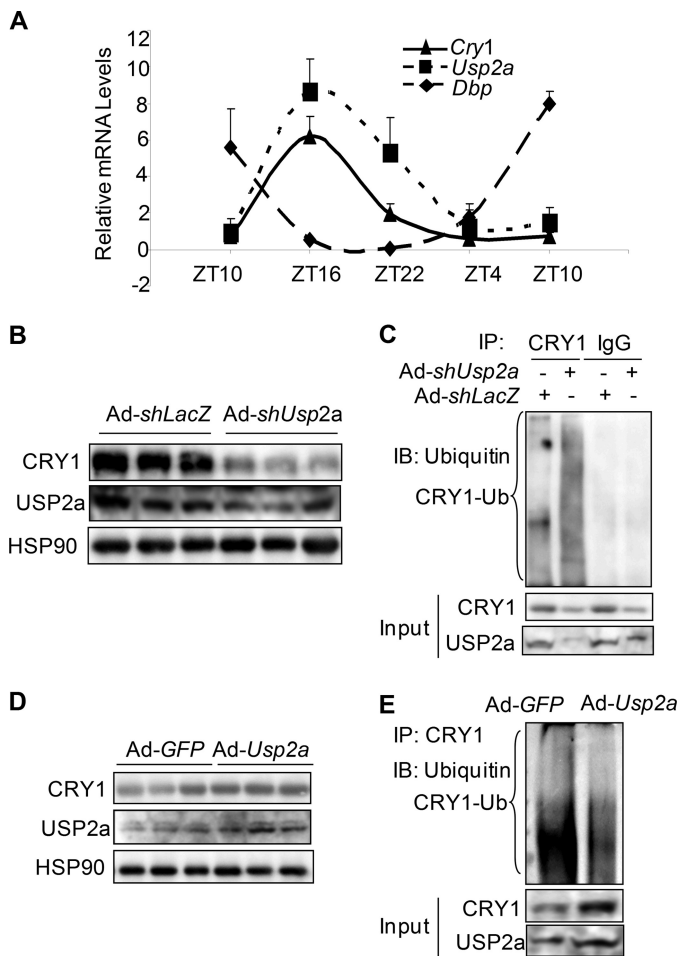 A
Relative mRNA Levels
12
10
8
6
4
2
0
-2
Cry1
Usp2a
Dbp
ZT10 ZT16 ZT22 ZT4 ZT10
B
Ad-shLacZ Ad-shUsp2a
CRY1
USP2a
HSP90
C
IP: CRY1 IgG
Ad-shUsp2a - + - +
Ad-shLacZ + - + -
IB: Ubiquitin
CRY1-Ub
Input
CRY1
USP2a
D
Ad-GFP Ad-Usp2a
CRY1
USP2a
HSP90
E
Ad-GFP Ad-Usp2a
IP: CRY1
IB: Ubiquitin
CRY1-Ub
Input
CRY1
USP2a